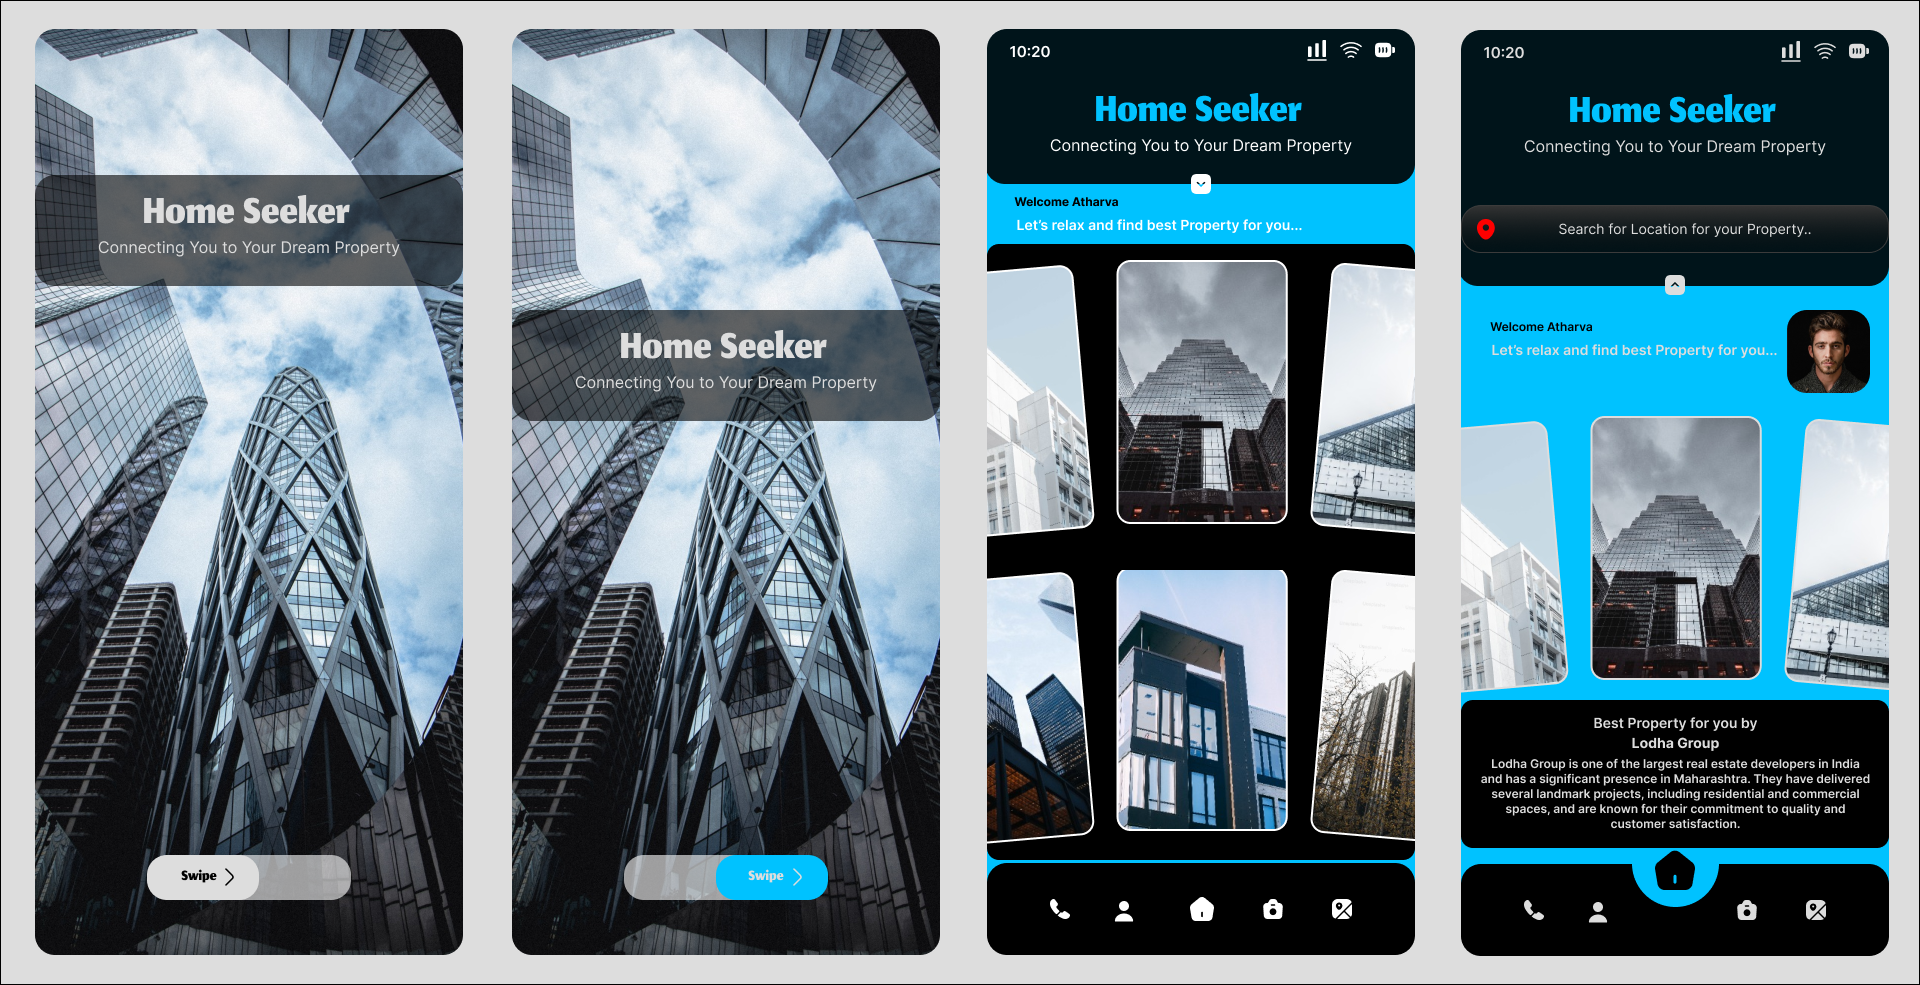 Home Seeker
Connecting You to Your Dream Property
Swipe
Home Seeker
Connecting You to Your Dream Property
Swipe
10:20
Home Seeker
Connecting You to Your Dream Property
Welcome Atharva
Let's relax and find best Property for you...
10:20
Home Seeker
Connecting You to Your Dream Property
Search for Location for your Property..
Welcome Atharva
Let's relax and find best Property for you...
Best Property for you by
Lodha Group
Lodha Group is one of the largest real estate developers in India
and has a significant presence in Maharashtra. They have delivered
several landmark projects, including residential and commercial
spaces, and are known for their commitment to quality and
customer satisfaction.